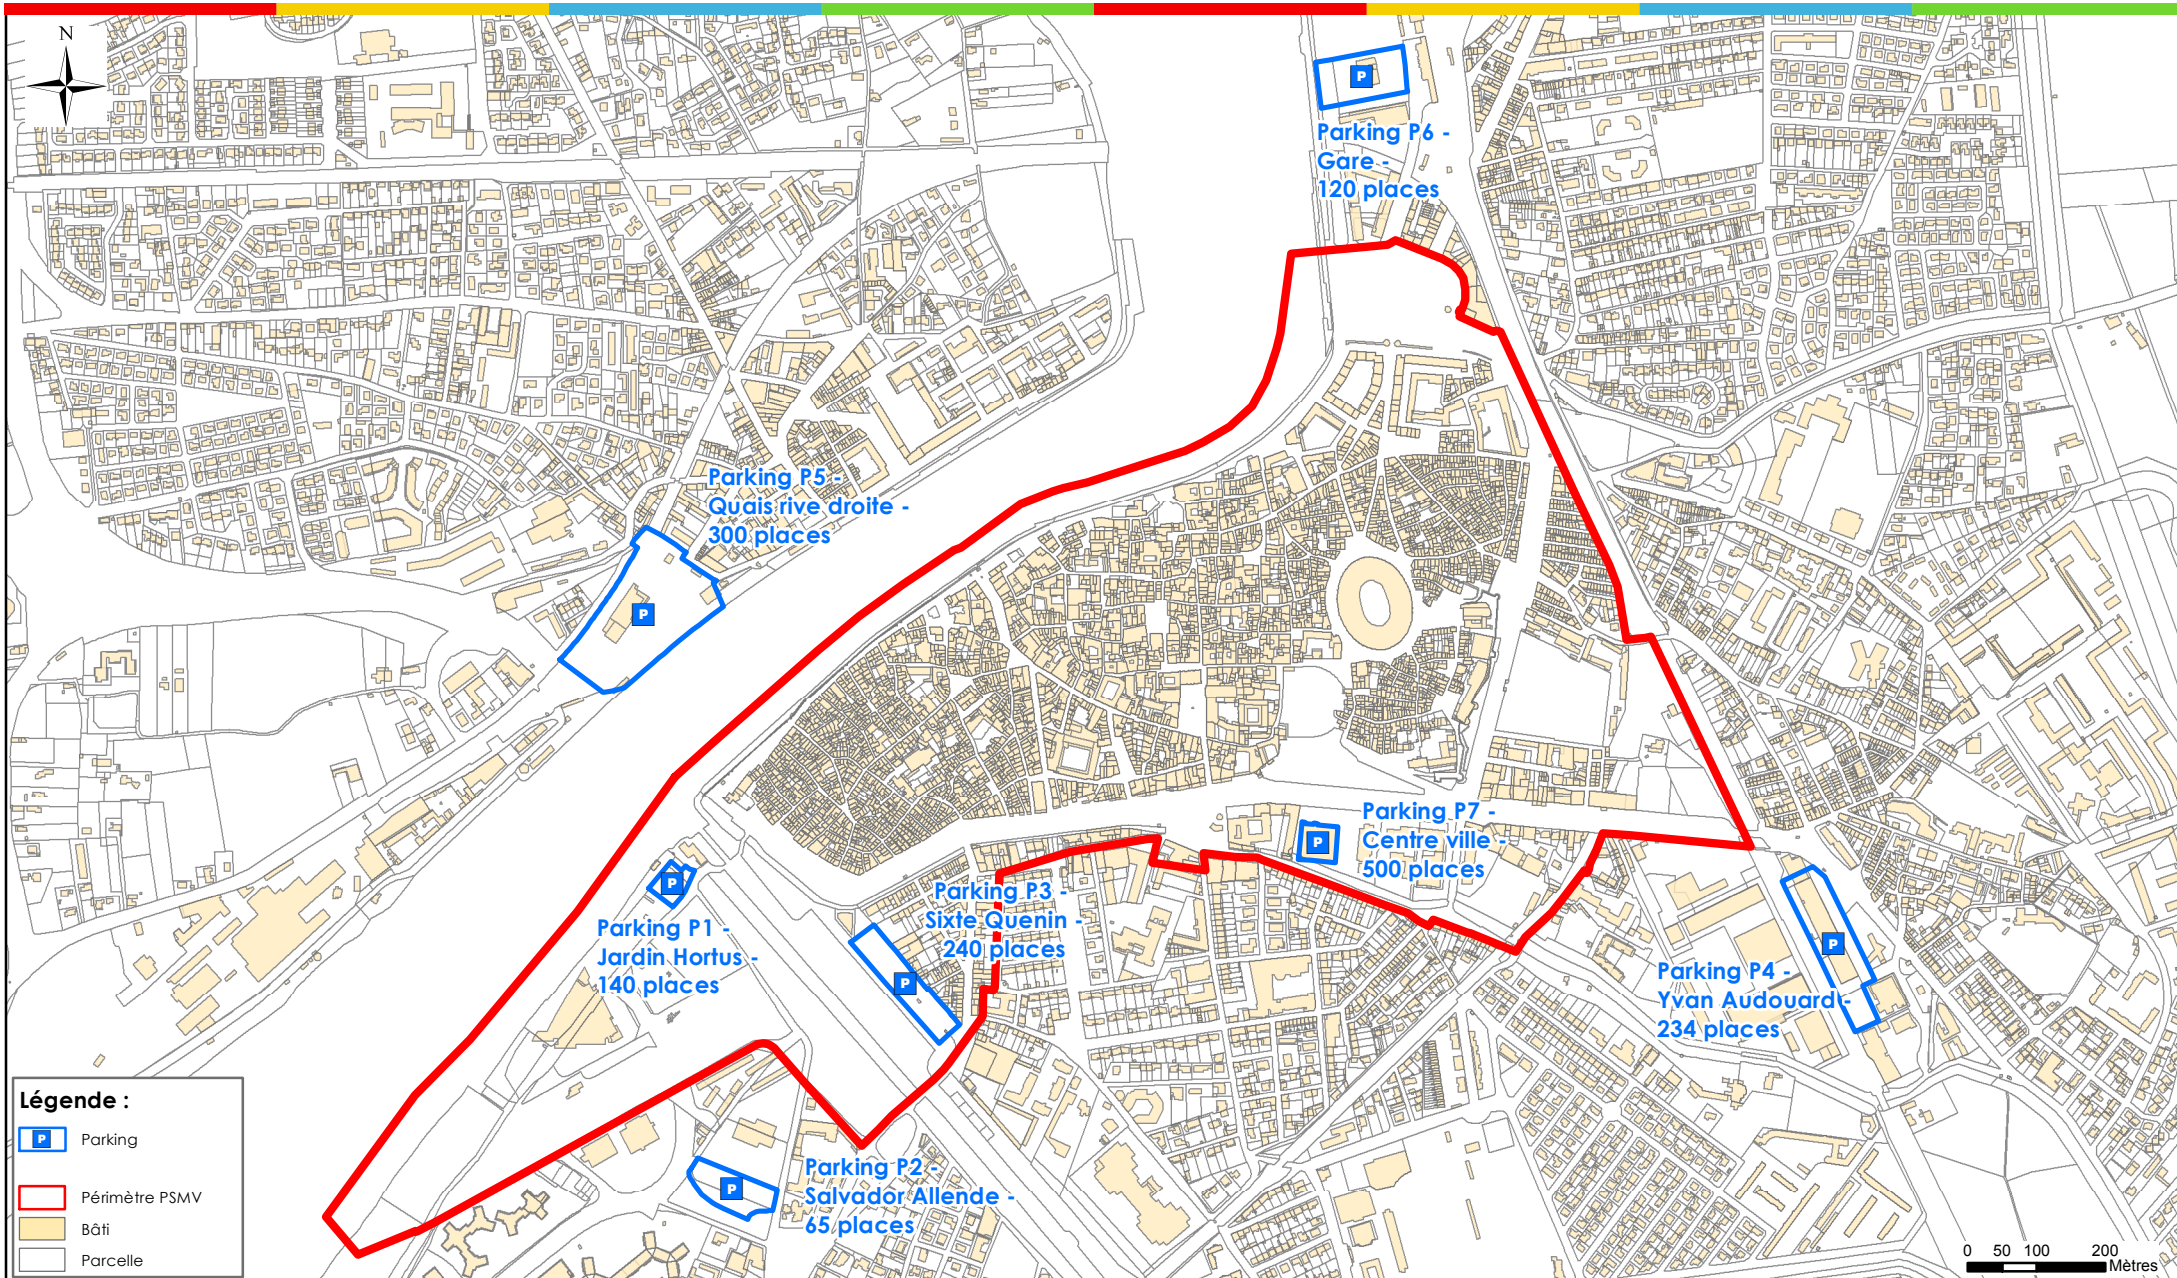 N
P
Parking P6 -
Gare -
120 places
Parking P5 -
Quais rive droite -
300 places
P
Parking P7 -
Centre ville -
500 places
P
P
Parking P1 -
Jardin Hortus -
140 places
Parking P3 -
Sixte Quenin -
240 places
P
P
Parking P4 -
Yvan Audouard -
234 places
Parking P2 -
Salvador Allende -
65 places
P
Légende :
P Parking
Périmètre PSMV
Bâti
Parcelle
0 50 100 200
Mètres